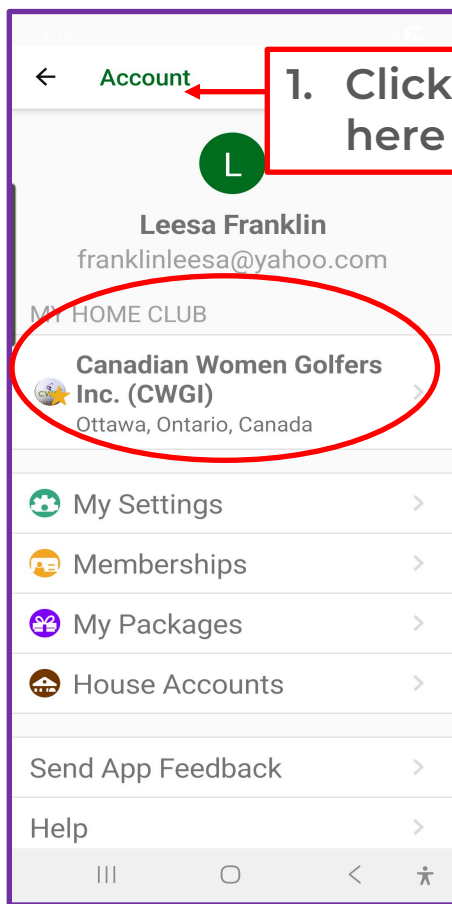 Account
1. Click
here
L
Leesa Franklin
franklinleesa@yahoo.com
MY HOME CLUB
Canadian Women Golfers
Inc. (CWGI)
Ottawa, Ontario, Canada
My Settings
Memberships
My Packages
House Accounts
Send App Feedback
Help